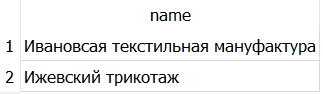 name
1 Ивановсая текстильная мануфактура
2 Ижевский трикотаж